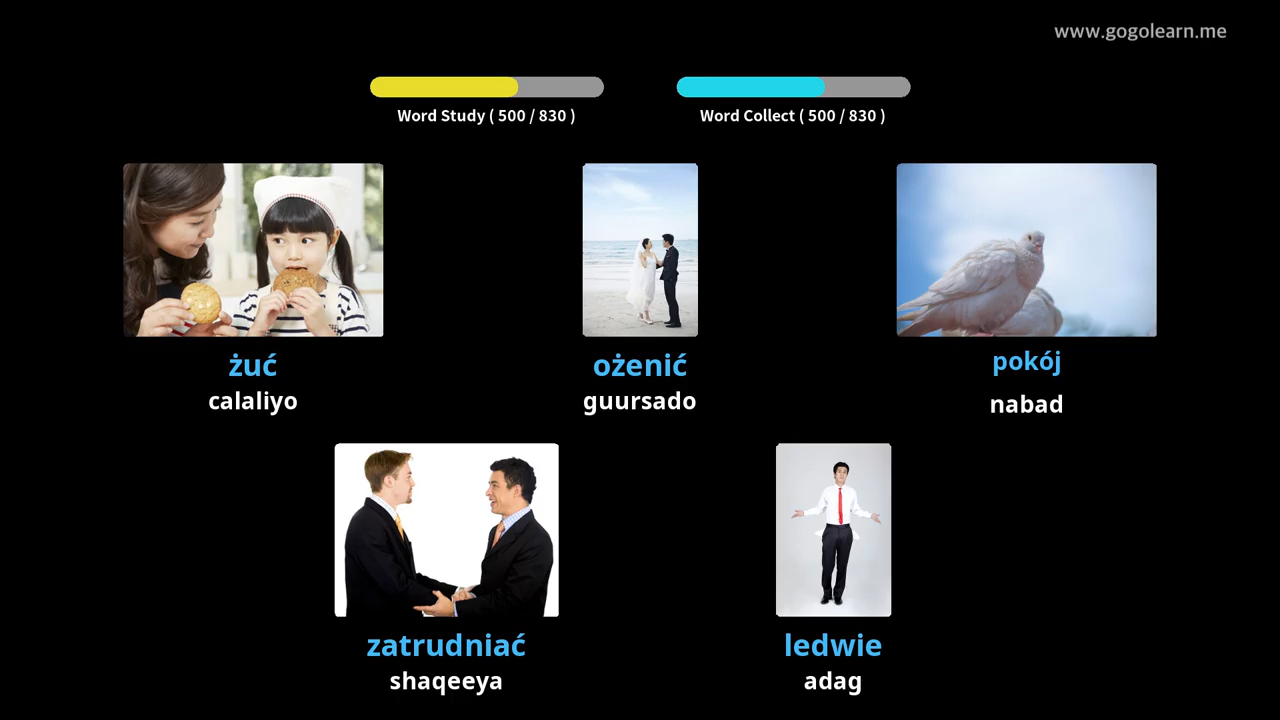 www.gogolearn.me
Word Study ( 500 / 830 )
Word Collect ( 500 / 830 )
żuć
calaliyo
ożenić
guursado
pokój
nabad
zatrudniać
shaqeeya
ledwie
adag